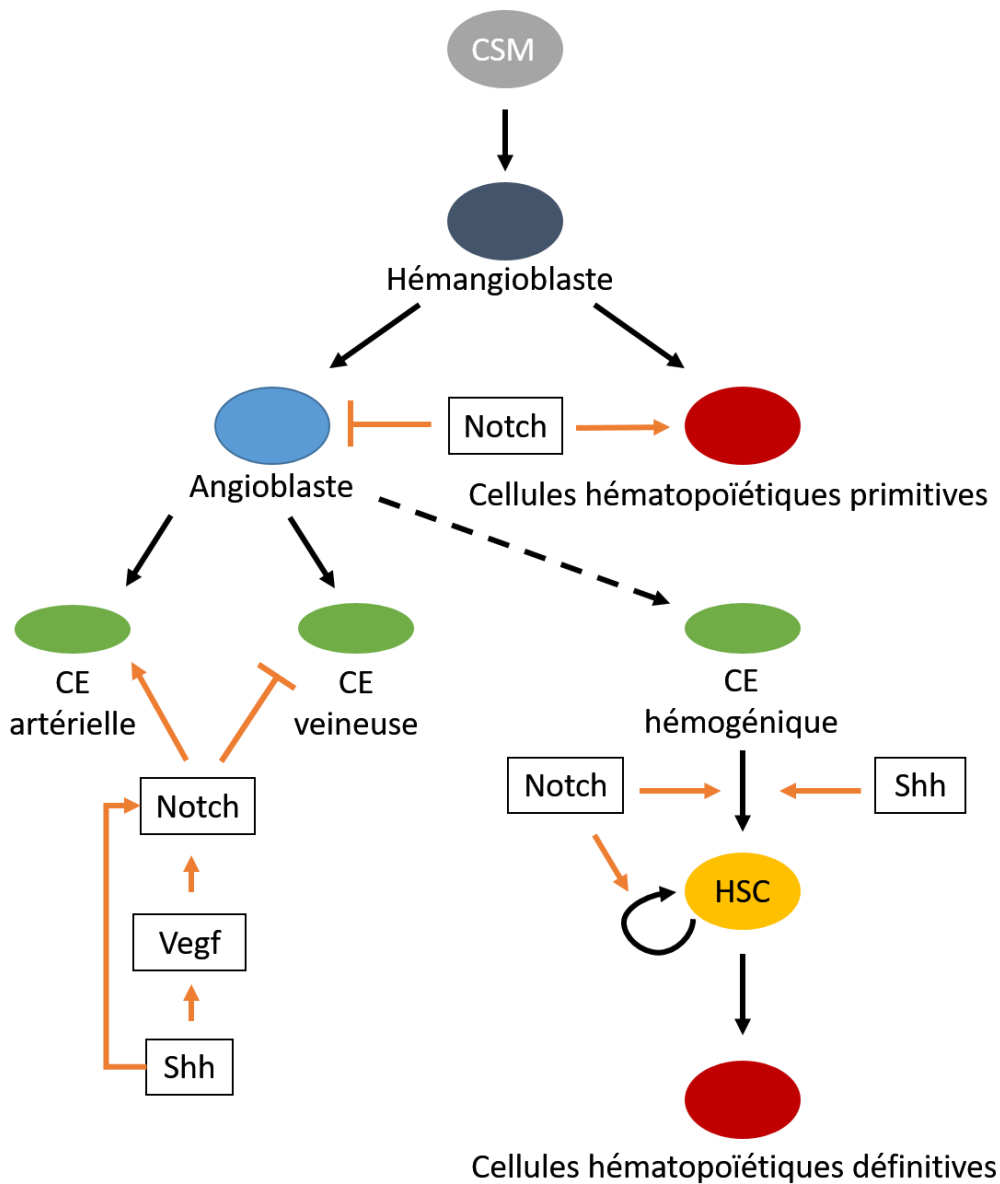 CSM
Hémangioblaste
Notch
Angioblaste
Cellules hématopoïétiques primitives
CE
artérielle
CE
veineuse
CE
hémogénique
Notch
Shh
Notch
HSC
Vegf
Shh
Cellules hématopoïétiques définitives